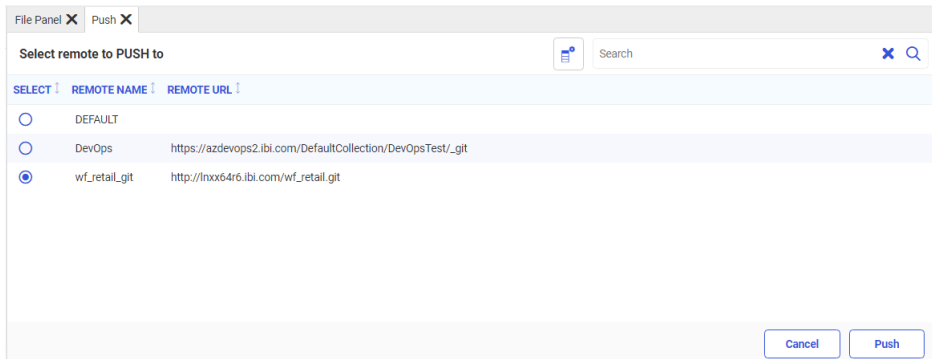 File Panel Push
Select remote to PUSH to Search
SELECT REMOTE NAME REMOTE URL
DEFAULT
DevOps https://azdevops2.ibi.com/DefaultCollection/DevOpsTest/_git
wf_retail_git http://lnxx64r6.ibi.com/wf_retail.git
Cancel Push